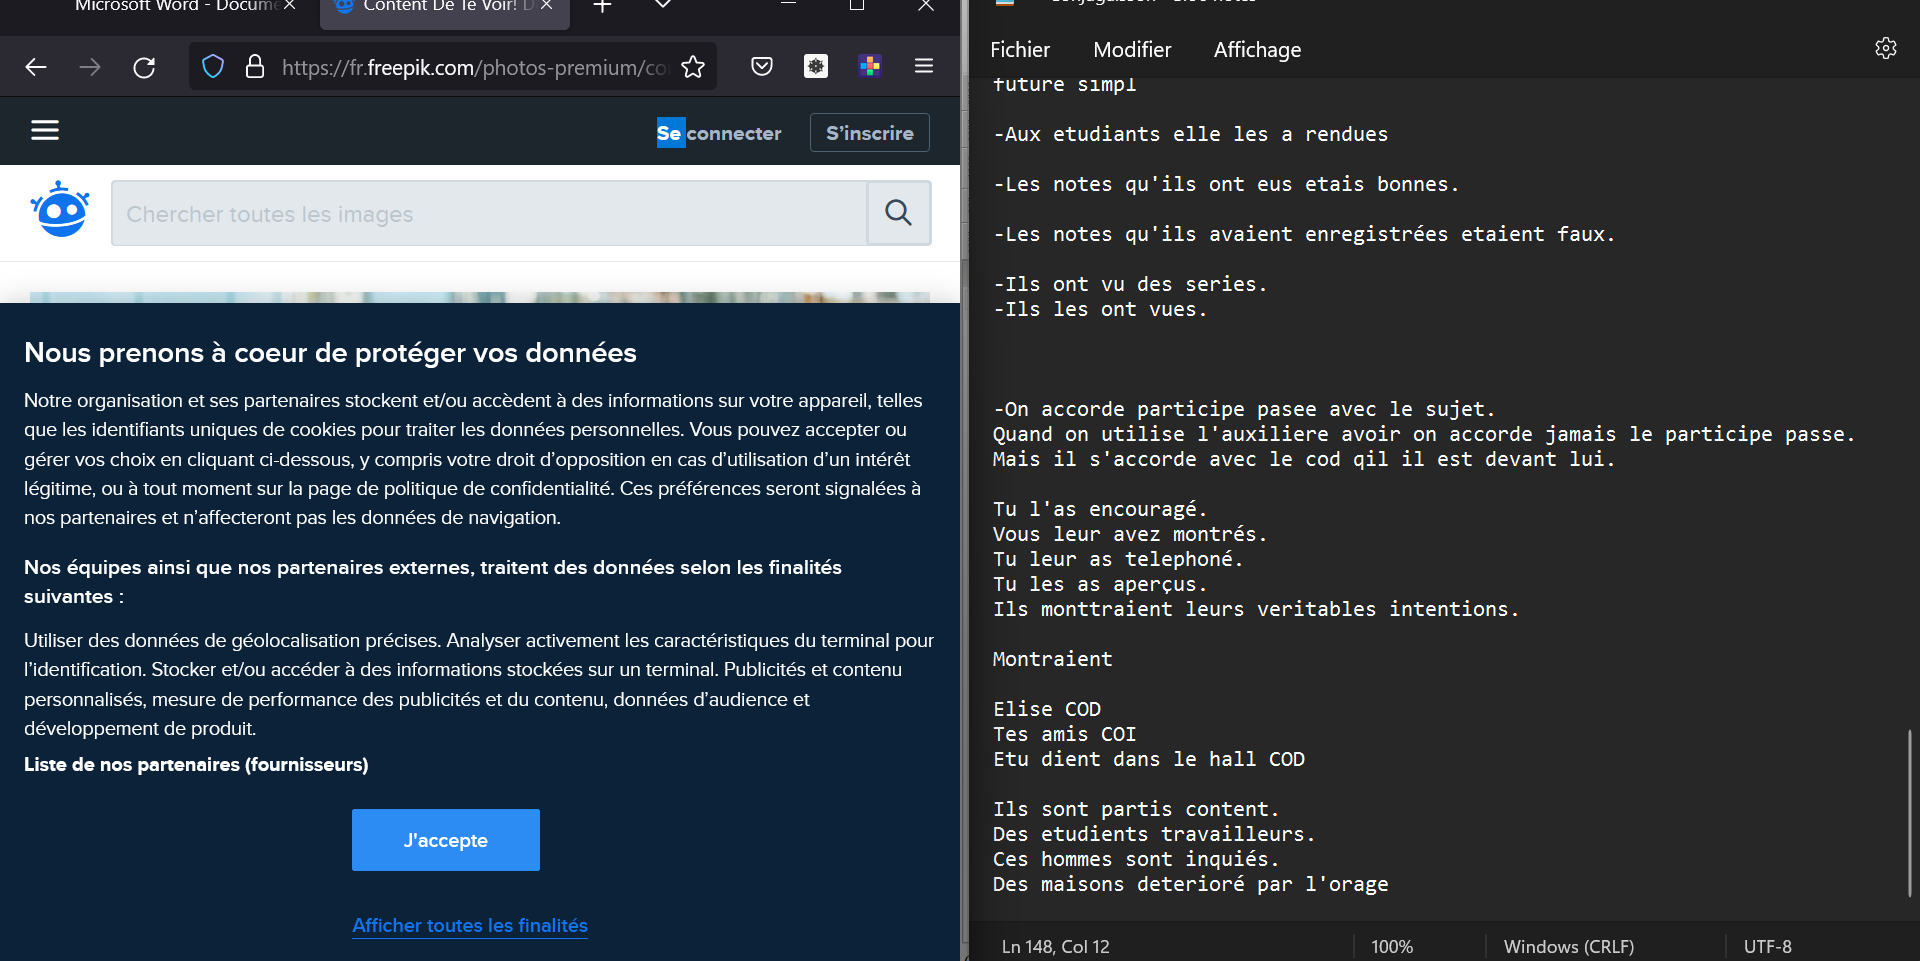 Microsoft Word - Docume
Content De Te Voir! D
https://fr.freepik.com/photos-premium/co
Se connecter
S'inscrire
Chercher toutes les images
Nous prenons à coeur de protéger vos données
Notre organisation et ses partenaires stockent et/ou accèdent à des informations sur votre appareil, telles
que les identifiants uniques de cookies pour traiter les données personnelles. Vous pouvez accepter ou
gérer vos choix en cliquant ci-dessous, y compris votre droit d’opposition en cas d’utilisation d’un intérêt
légitime, ou à tout moment sur la page de politique de confidentialité. Ces préférences seront signalées à
nos partenaires et n’affecteront pas les données de navigation.
Nos équipes ainsi que nos partenaires externes, traitent des données selon les finalités
suivantes :
Utiliser des données de géolocalisation précises. Analyser activement les caractéristiques du terminal pour
l’identification. Stocker et/ou accéder à des informations stockées sur un terminal. Publicités et contenu
personnalisés, mesure de performance des publicités et du contenu, données d’audience et
développement de produit.
Liste de nos partenaires (fournisseurs)
J'accepte
Afficher toutes les finalités
Fichier Modifier Affichage
future simpl
-Aux etudiants elle les a rendues
-Les notes qu'ils ont eus etais bonnes.
-Les notes qu'ils avaient enregistrées etaient faux.
-Ils ont vu des series.
-Ils les ont vues.
-On accorde participe pasee avec le sujet.
Quand on utilise l'auxiliere avoir on accorde jamais le participe passe.
Mais il s'accorde avec le cod qil il est devant lui.
Tu l'as encouragé.
Vous leur avez montrés.
Tu leur as telephoné.
Tu les as aperçus.
Ils monttraient leurs veritables intentions.
Montraient
Elise COD
Tes amis COI
Etu dient dans le hall COD
Ils sont partis content.
Des etudients travailleurs.
Ces hommes sont inquiés.
Des maisons deterioré par l'orage
Ln 148, Col 12
100%
Windows (CRLF)
UTF-8